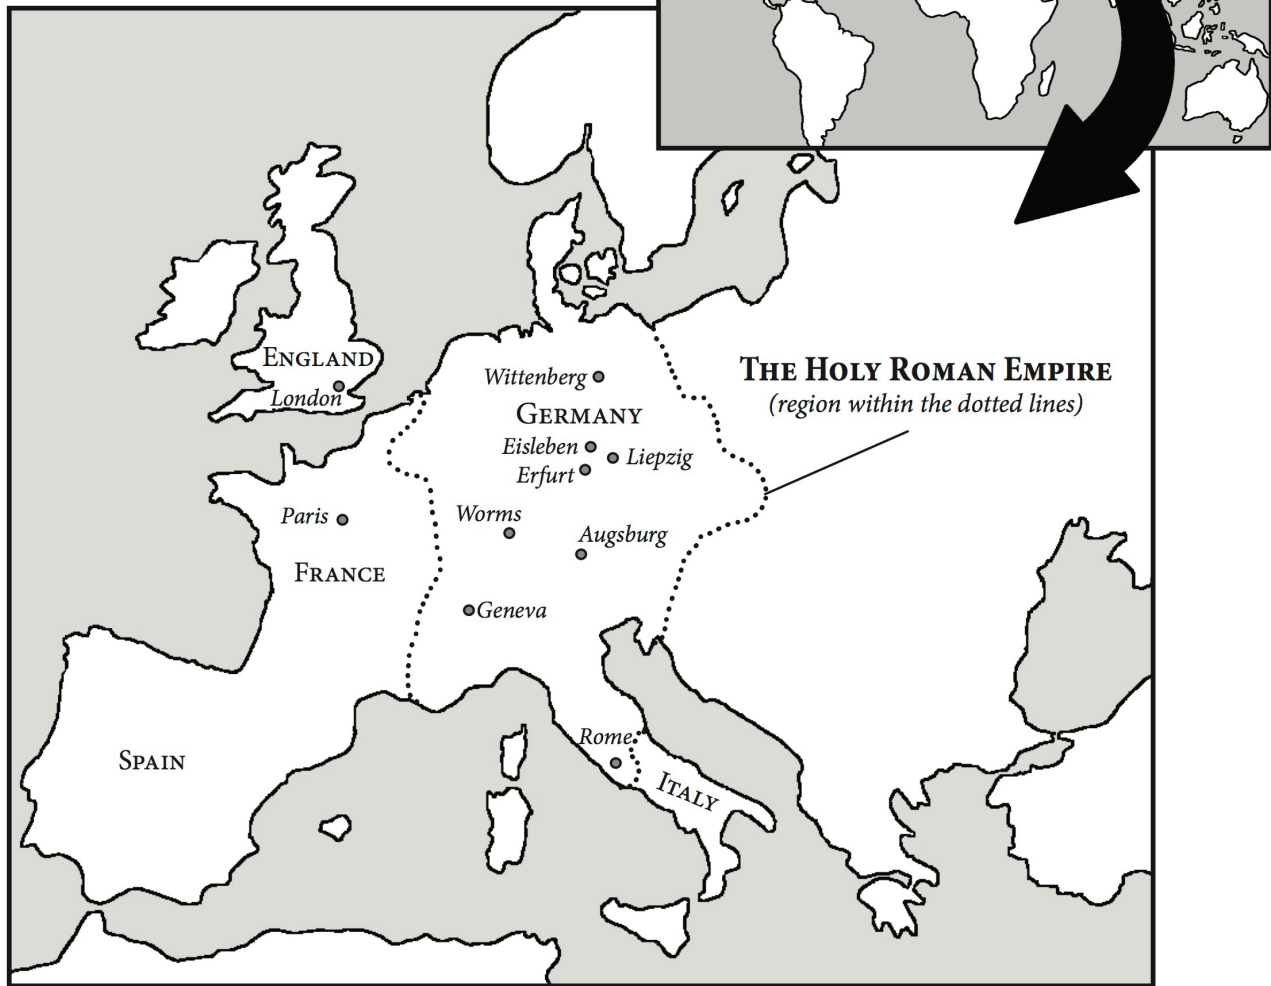 England
London
Wittenberg
Germany
Eisleben
Liepzig
Erfurt
The Holy Roman Empire
(region within the dotted lines)
Paris
Worms
Augsburg
France
Geneva
Spain
Rome
Italy